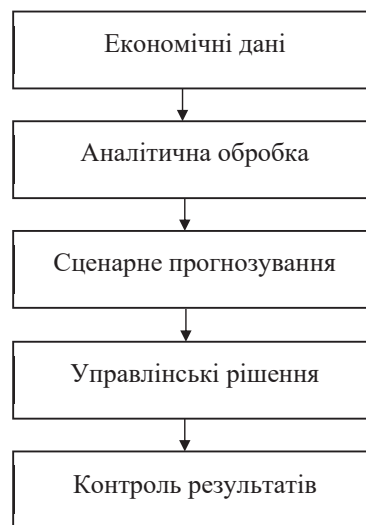 Економічні дані
Аналітична обробка
Сценарне прогнозування
Управлінські рішення
Контроль результатів